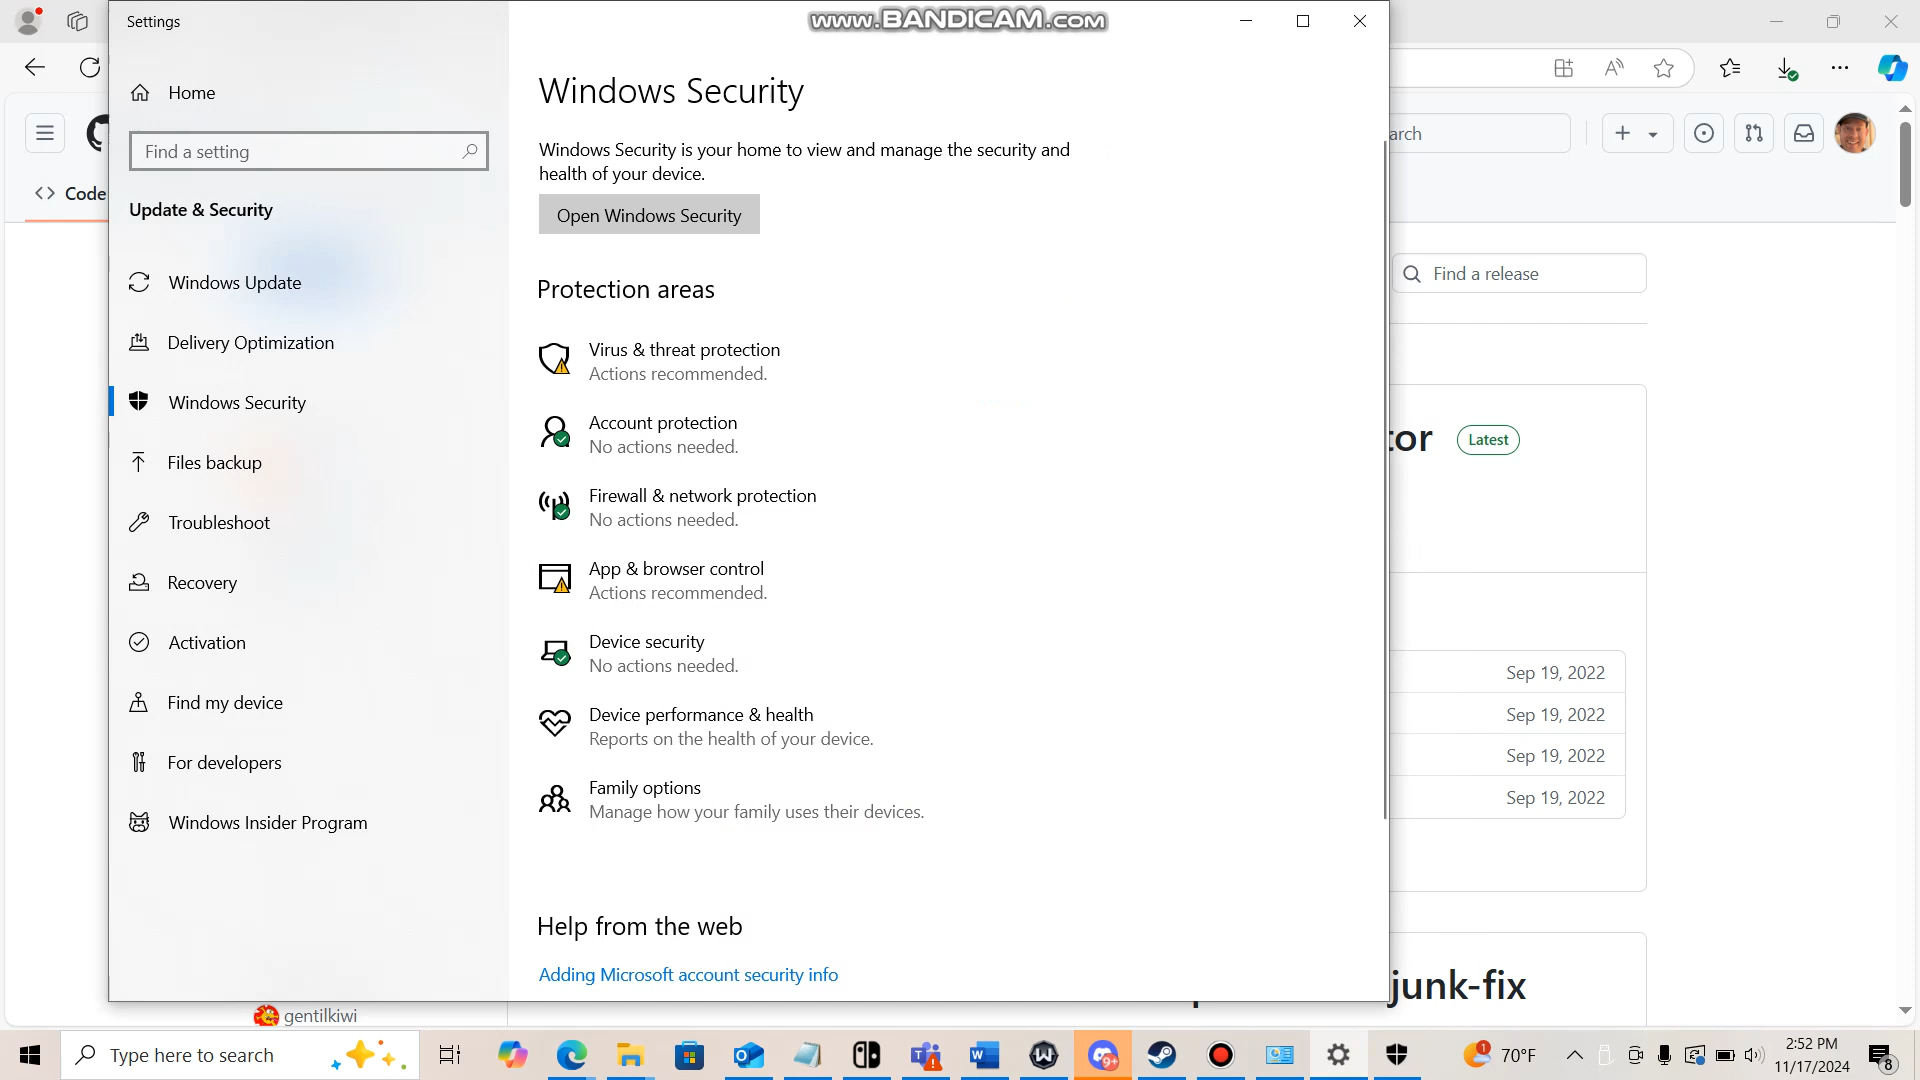 Settings
www.BANDICAM.com
Home
Find a setting
Update & Security
Windows Update
Delivery Optimization
Windows Security
Files backup
Troubleshoot
Recovery
Activation
Find my device
For developers
Windows Insider Program
Windows Security
Windows Security is your home to view and manage the security and
health of your device.
Open Windows Security
Protection areas
Virus & threat protection
Actions recommended.
Account protection
No actions needed.
Firewall & network protection
No actions needed.
App & browser control
Actions recommended.
Device security
No actions needed.
Device performance & health
Reports on the health of your device.
Family options
Manage how your family uses their devices.
Help from the web
Adding Microsoft account security info
Code
arch
Find a release
tor
Latest
Sep 19, 2022
Sep 19, 2022
Sep 19, 2022
Sep 19, 2022
junk-fix
gentilkiwi
Type here to search
9+
1
70°F
2:52 PM
11/17/2024
8